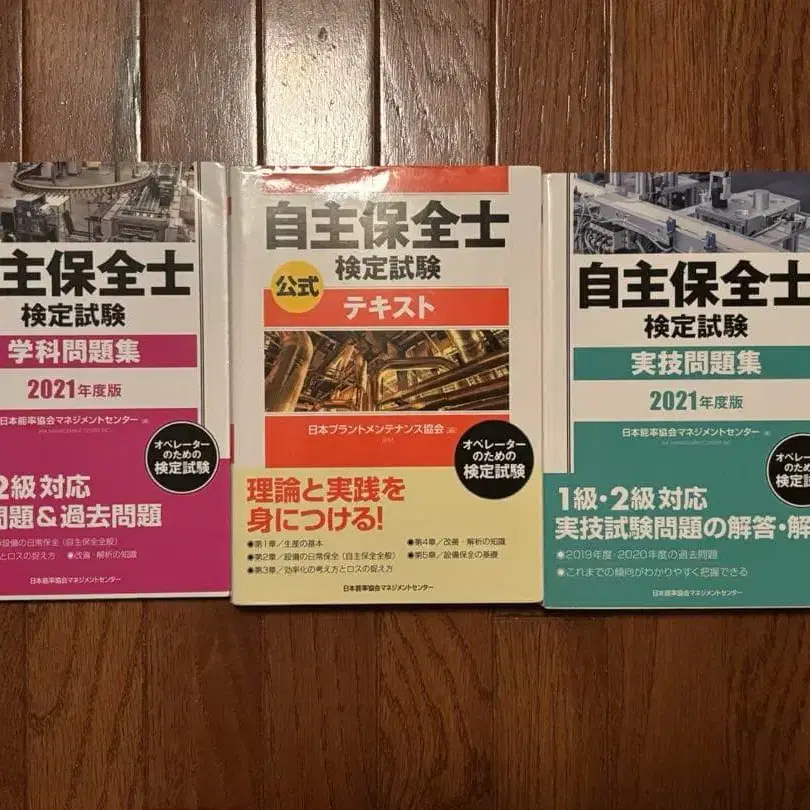 主保全士
検定試験
学科問題集
2021年度版
日本能率協会マネジメントセンター
オペレーターのための検定試験
2級対応
問題&過去問題
設備の日常保全(自主保全全般)
とロスの捉え方 ●改善・解析の知識
日本能率協会マネジメントセンター
自主保全士
検定試験
公式
テキスト
日本プラントメンテナンス協会[編]
オペレーター
のための
検定試験
理論と実践を
身につける!
●第1章/生産の基本
●第2章/設備の日常保全(自主保全全般)
●第3章/効率化の考え方とロスの捉え方
●第4章/改善・解析の知識
●第5章/設備保全の基礎
日本能率協会マネジメントセンター
自主保全士
検定試験
実技問題集
2021年度版
日本能率協会マネジメントセンター
オペレー
のため
検定試
1級・2級対応
実技試験問題の解答・解
●2019年度・2020年度の過去問題
●これまでの傾向がわかりやすく把握できる
日本能率協会マネジメントセンター